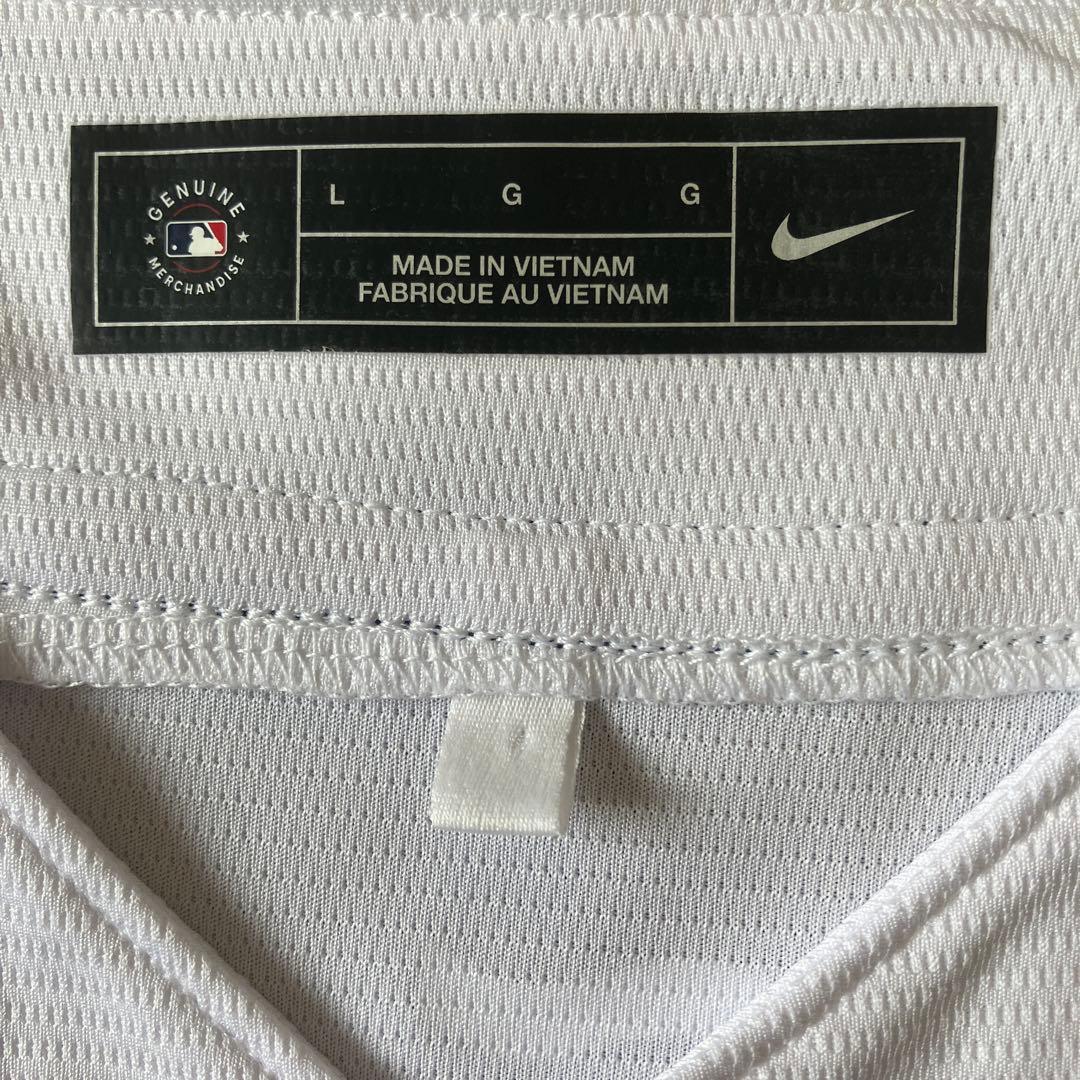 GENUINE
MERCHANDISE
L G G
MADE IN VIETNAM
FABRIQUE AU VIETNAM